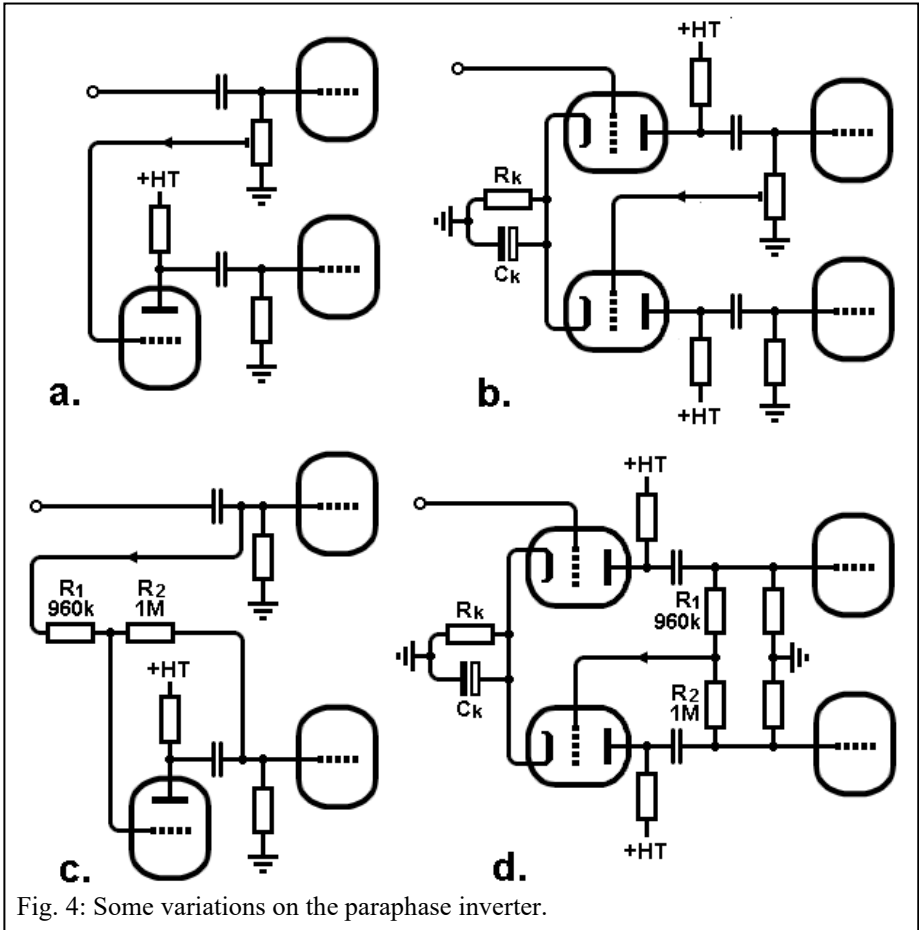 +HT
+HT
Rk
Ck
+HT
a.
b.
+HT
R1
960k
R2
1M
+HT
c.
+HT
Rk
Ck
R1
960k
R2
1M
+HT
d.
Fig. 4: Some variations on the paraphase inverter.